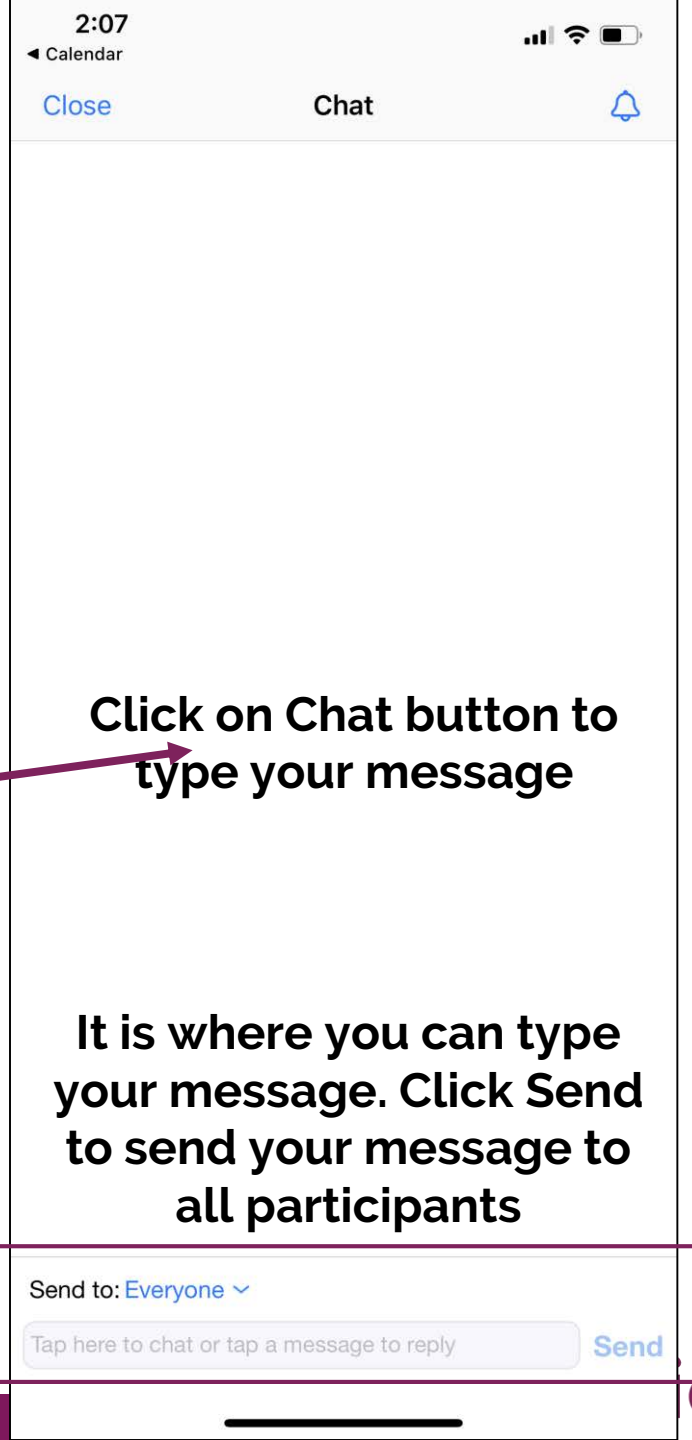 2:07
◀ Calendar
Close
Chat
Click on Chat button to
type your message
It is where you can type
your message. Click Send
to send your message to
all participants
Send to: Everyone
Tap here to chat or tap a message to reply
Send